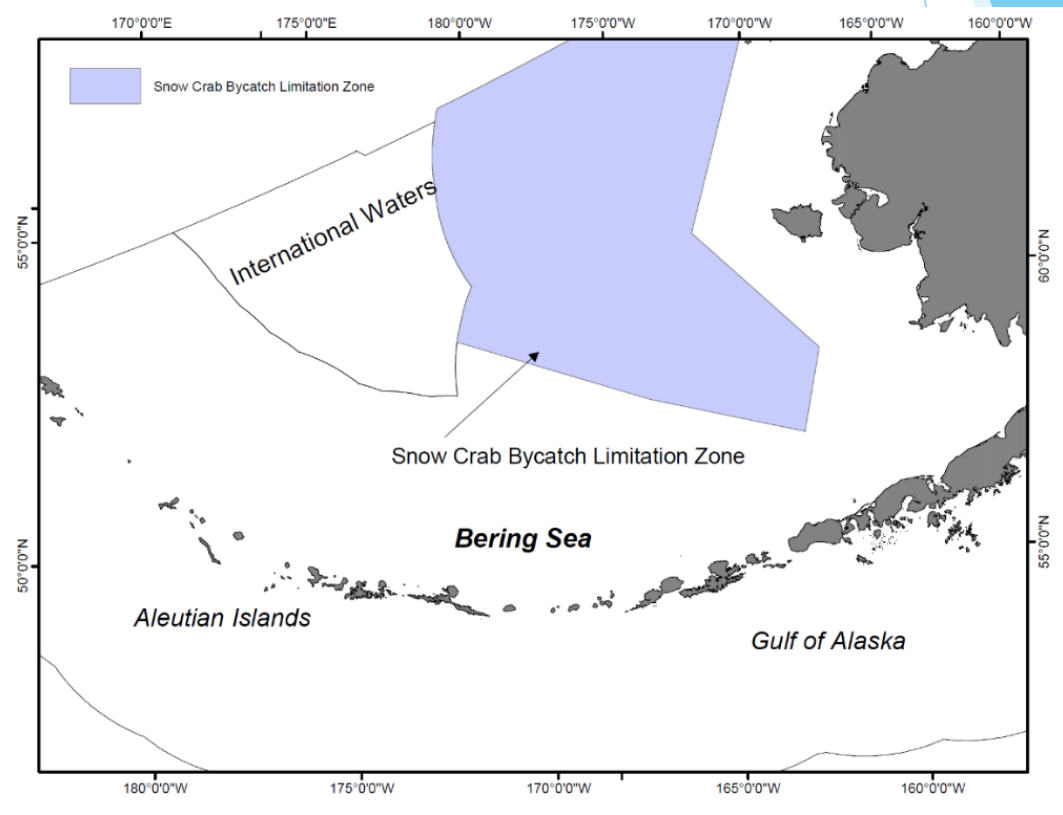 170°0'0"E 175°0'0"E 180°0'0"W 175°0'0"W 170°0'0"W 165°0'0"W 160°0'0"W
Snow Crab Bycatch Limitation Zone
International Waters
55°0'0"N
60°0'0"N
Snow Crab Bycatch Limitation Zone
Bering Sea
50°0'0"N
55°0'0"N
Aleutian Islands
Gulf of Alaska
180°0'0"W 175°0'0"W 170°0'0"W 165°0'0"W 160°0'0"W